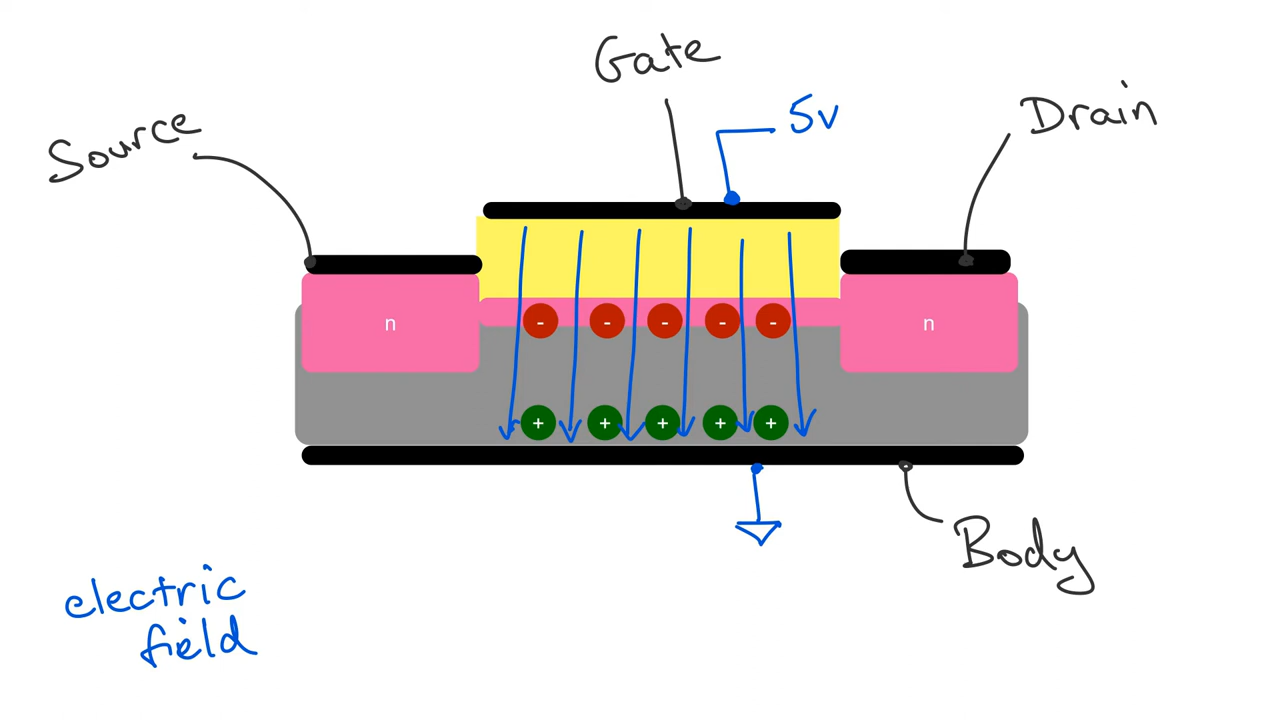 Gate
5v
Drain
Source
n
n
- - - - -
+ + + + +
Body
electric
field